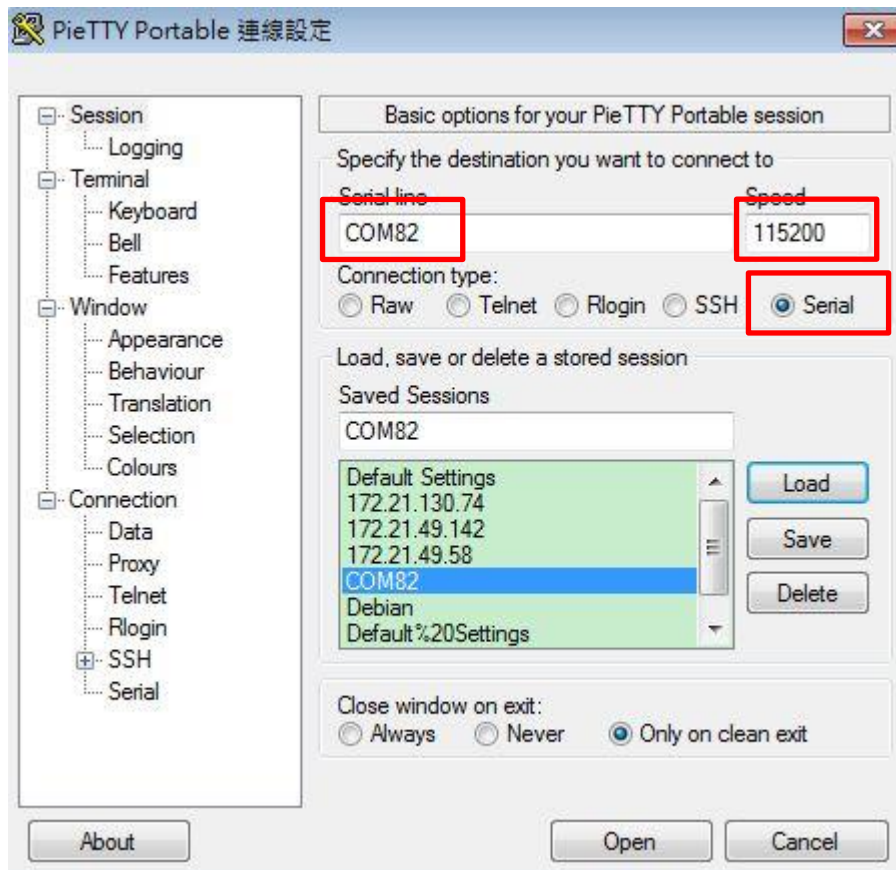 PieTTY Portable 連線設定
Session
Logging
Terminal
Keyboard
Bell
Features
Window
Appearance
Behaviour
Translation
Selection
Colours
Connection
Data
Proxy
Telnet
Rlogin
SSH
Serial
Basic options for your PieTTY Portable session
Specify the destination you want to connect to
Serial line Speed
COM82 115200
Connection type:
Raw Telnet Rlogin SSH Serial
Load, save or delete a stored session
Saved Sessions
COM82
Default Settings
172.21.130.74
172.21.49.142
172.21.49.58
COM82
Debian
Default%20Settings
Load
Save
Delete
Close window on exit:
Always Never Only on clean exit
About Open Cancel